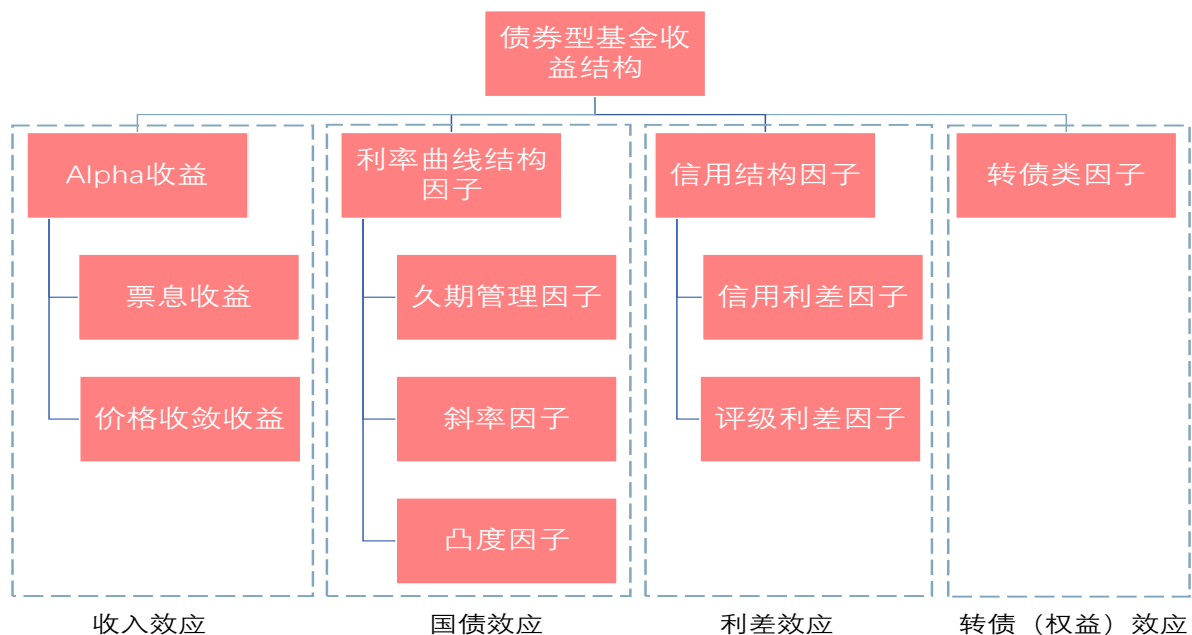 债券型基金收
益结构
Alpha收益
利率曲线结构
因子
信用结构因子
转债类因子
票息收益
久期管理因子
信用利差因子
价格收敛收益
斜率因子
评级利差因子
凸度因子
收入效应
国债效应
利差效应
转债（权益）效应